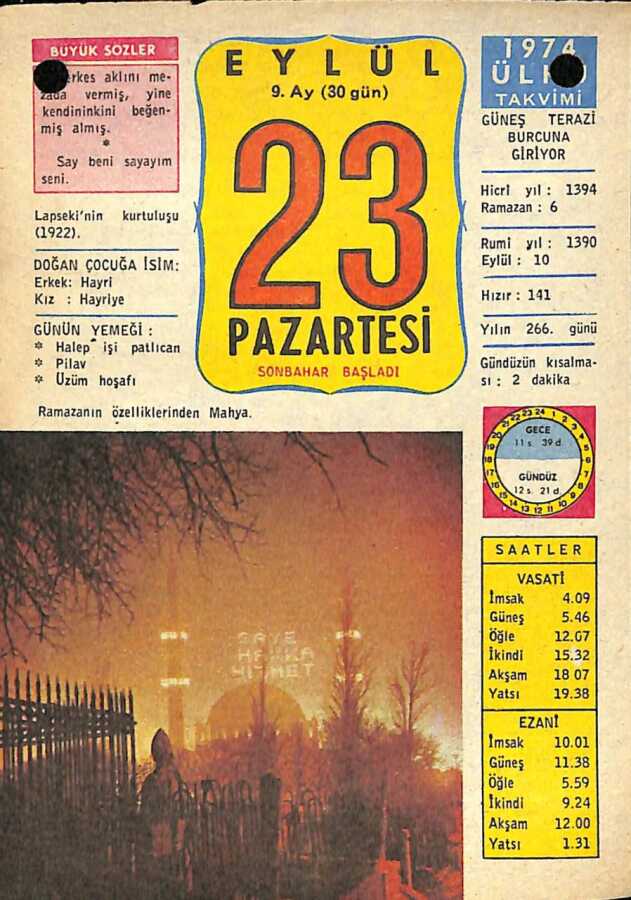 BÜYÜK SÖZLER
erkes aklını me-
zada vermiş, yine
kendininkini beğen-
miş almış.
*
Say beni sayayım
seni.
Lapseki'nin kurtuluşu
(1922).
DOĞAN ÇOCUĞA İSİM:
Erkek: Hayri
Kız : Hayriye
GÜNÜN YEMEĞİ :
* Halep işi patlıcan
* Pilav
* Üzüm hoşafı
EYLÜL
9. Ay (30 gün)
23
PAZARTESİ
SONBAHAR BAŞLADI
1974
TAKVİMİ
GÜNEŞ TERAZİ
BURCUNA
GİRİYOR
Hicrî yıl : 1394
Ramazan : 6
Rumî yıl : 1390
Eylül : 10
Hızır : 141
Yılın 266. günü
Gündüzün kısalma-
sı : 2 dakika
Ramazanın özelliklerinden Mahya.
GECE
11 s. 39 d.
GÜNDÜZ
12 s. 21 d.
SAATLER
VASATÎ
İmsak 4.09
Güneş 5.46
Öğle 12.07
İkindi 15.32
Akşam 18 07
Yatsı 19.38
EZANÎ
İmsak 10.01
Güneş 11.38
Öğle 5.59
İkindi 9.24
Akşam 12.00
Yatsı 1.31
HAKKA